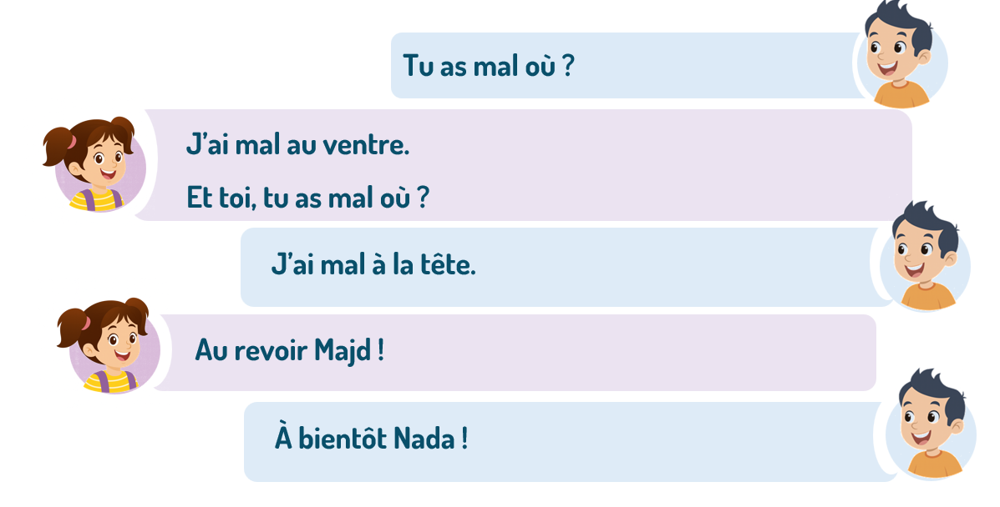 Tu as mal où ?
J’ai mal au ventre.
Et toi, tu as mal où ?
J’ai mal à la tête.
Au revoir Majd !
À bientôt Nada !